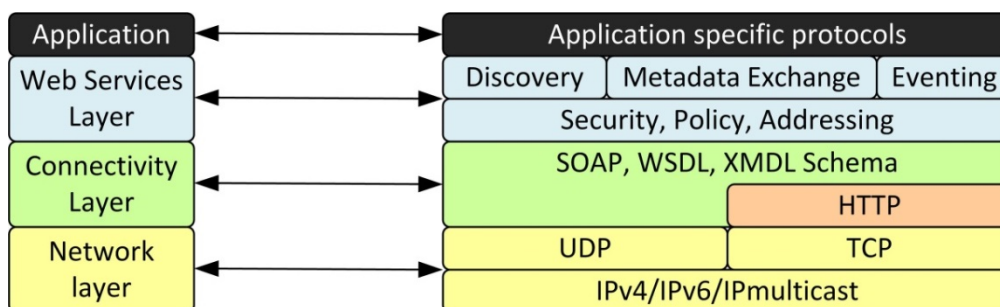 Application
Application specific protocols
Web Services
Layer
Discovery
Metadata Exchange
Eventing
Security, Policy, Addressing
Connectivity
Layer
SOAP, WSDL, XMDL Schema
HTTP
Network
layer
UDP
TCP
IPv4/IPv6/IPmulticast